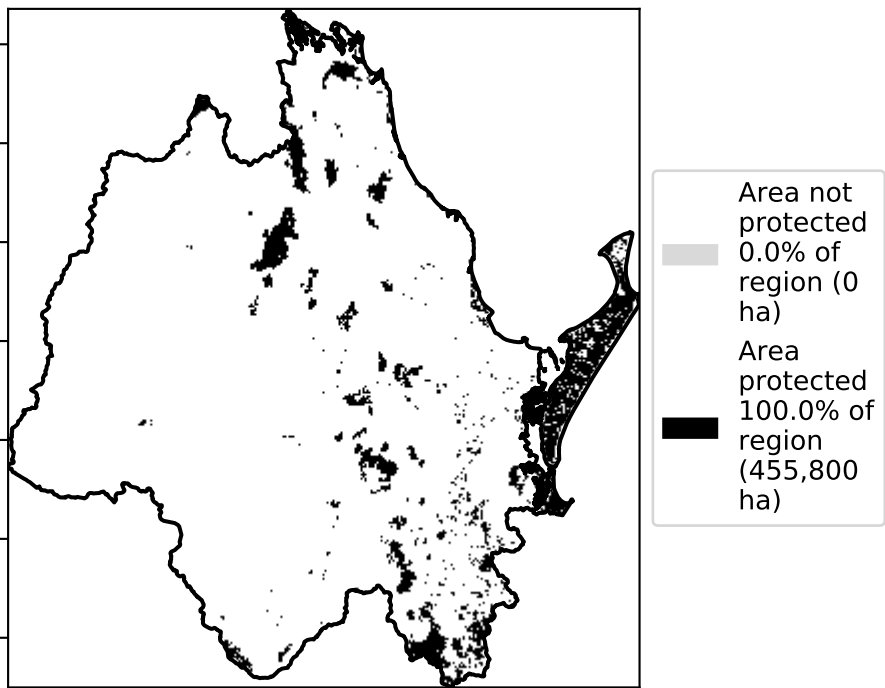 Area not
protected
0.0% of
region (0
ha)
Area
protected
100.0% of
region
(455,800
ha)